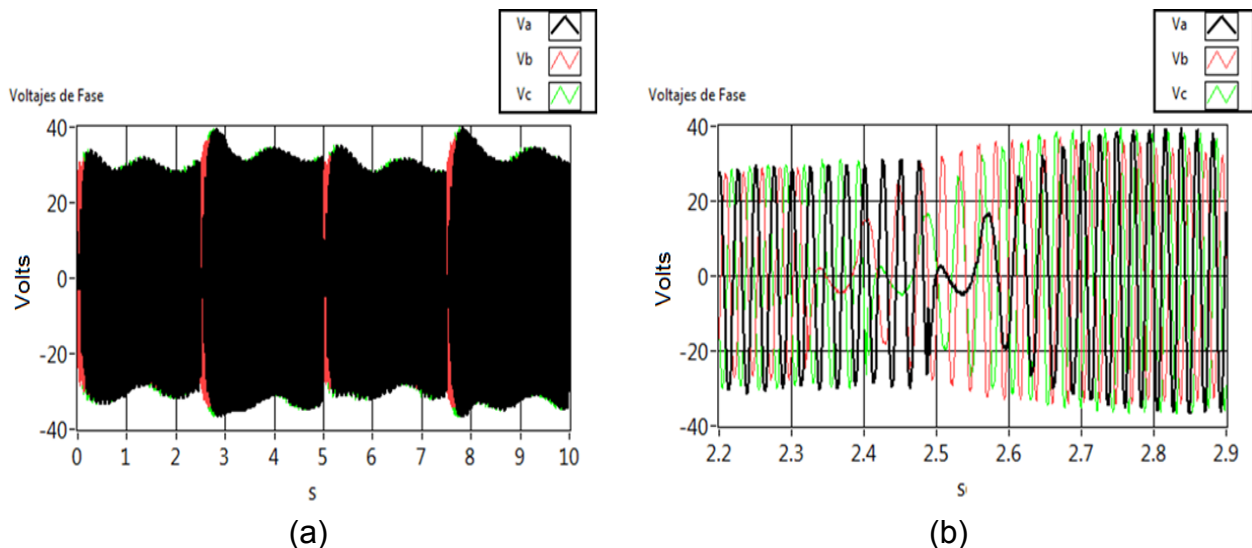 Va
Vb
Vc
Voltajes de Fase
40
20
0
-20
-40
Volts
0 1 2 3 4 5 6 7 8 9 10
s
(a)
Va
Vb
Vc
Voltajes de Fase
40
20
0
-20
-40
Volts
2.2 2.3 2.4 2.5 2.6 2.7 2.8 2.9
s
(b)